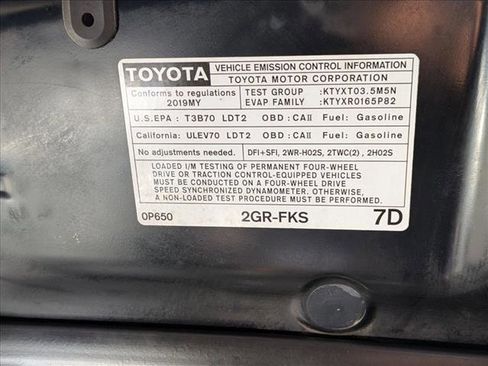 TOYOTA
VEHICLE EMISSION CONTROL INFORMATION
TOYOTA MOTOR CORPORATION
Conforms to regulations
2019MY
TEST GROUP : KTYXT03.5M5N
EVAP FAMILY : KTYXR0165P82
U.S.EPA : T3B70 LDT2 OBD : CAII Fuel: Gasoline
California: ULEV70 LDT2 OBD : CAII Fuel: Gasoline
No adjustments needed. DFI+SFI, 2WR-HO2S, 2TWC(2), 2HO2S
LOADED I/M TESTING OF PERMANENT FOUR-WHEEL
DRIVE OR TRACTION CONTROL-EQUIPPED VEHICLES
MUST BE CONDUCTED ON A FOUR-WHEEL DRIVE
SPEED SYNCHRONIZED DYNAMOMETER. OTHERWISE,
A NON-LOADED TEST PROCEDURE MUST BE PERFORMED.
0P650 2GR-FKS 7D